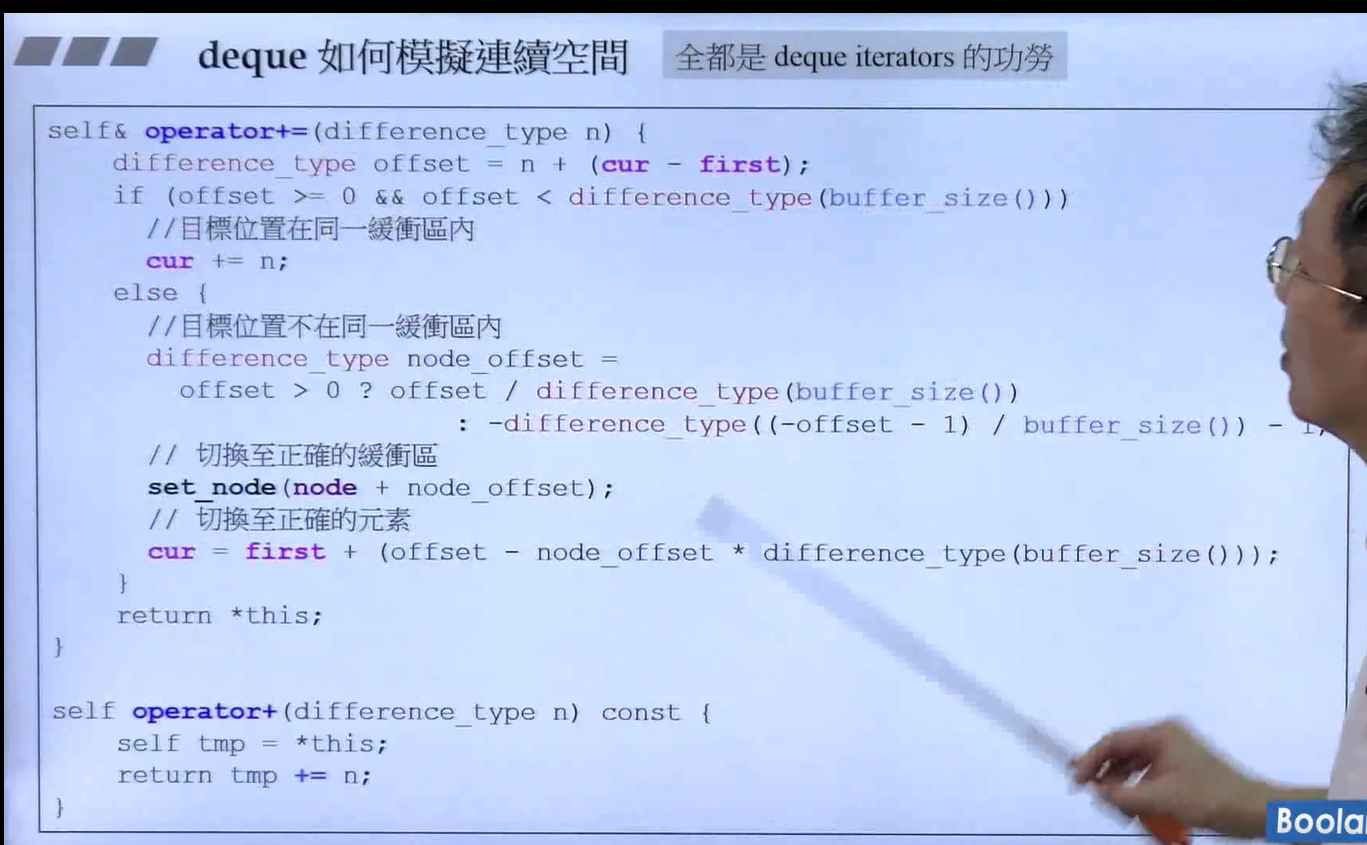 deque 如何模擬連續空間 全都是 deque iterators 的功勞
self& operator+=(difference_type n) {
difference_type offset = n + (cur - first);
if (offset >= 0 && offset < difference_type(buffer_size()))
//目標位置在同一緩衝區內
cur += n;
else {
//目標位置不在同一緩衝區內
difference_type node_offset =
offset > 0 ? offset / difference_type(buffer_size())
: -difference_type((-offset - 1) / buffer_size()) - 1;
// 切換至正確的緩衝區
set_node(node + node_offset);
// 切換至正確的元素
cur = first + (offset - node_offset * difference_type(buffer_size()));
}
return *this;
}
self operator+(difference_type n) const {
self tmp = *this;
return tmp += n;
}